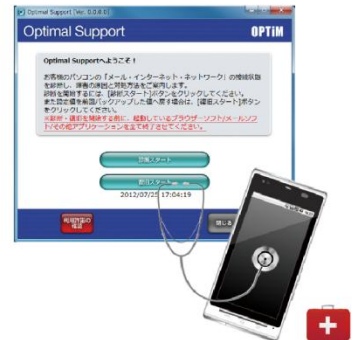 Optimal Support (Ver. 0.0.8.0)
Optimal Support
OPTiM
Optimal Supportへようこそ！
お客様のパソコンの「メール・インターネット・ネットワーク」の接続状態
を診断し、障害の原因と対処方法をご案内します。
診断を開始するには、[診断スタート]ボタンをクリックしてください。
また設定値を前回バックアップした値へ戻す場合は、[復旧スタート]ボタン
をクリックしてください。
※診断・復旧を開始する前に、起動しているブラウザーソフト/メールソフ
ト/その他アプリケーションを全て終了させてください。
診断スタート
復旧スタート
2012/07/25 17:04:19
確認
閉じる